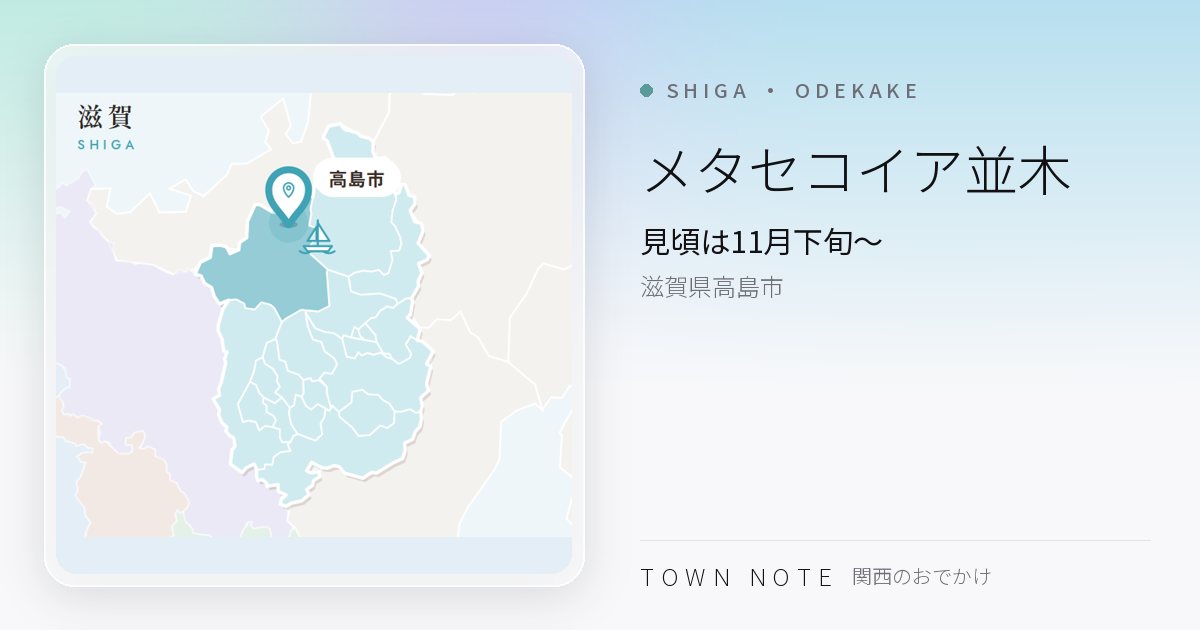 滋賀
SHIGA
高島市
SHIGA • ODEKAKE
メタセコイア並木
見頃は11月下旬〜
滋賀県高島市
TOWN NOTE 関西のおでかけ